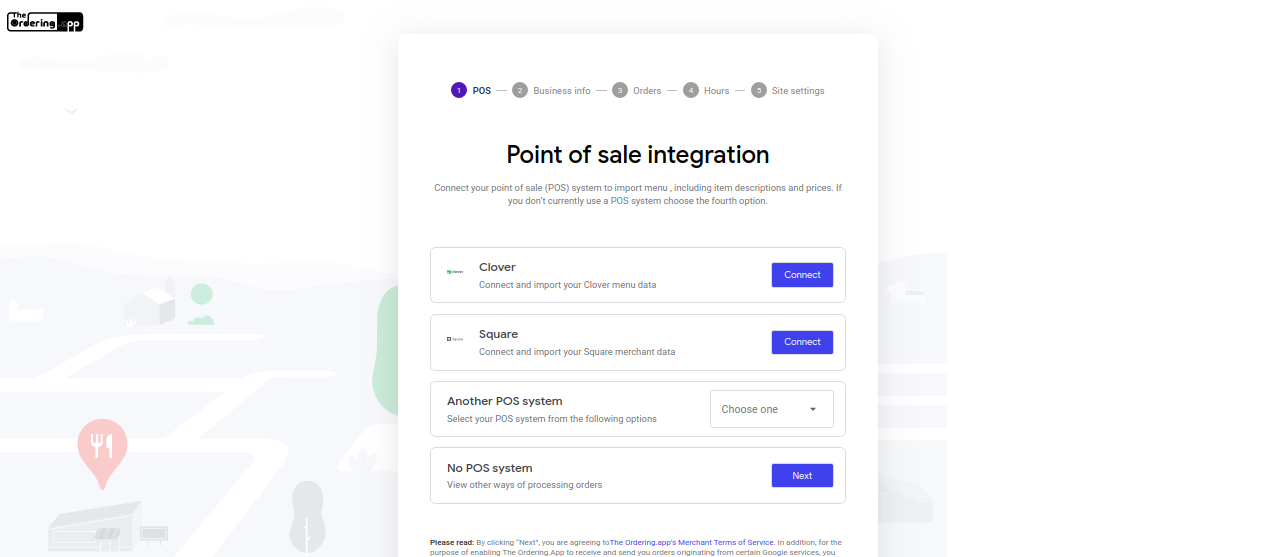 The
Ordering App
1 POS 2 Business info 3 Orders 4 Hours 5 Site settings
Point of sale integration
Connect your point of sale (POS) system to import menu , including item descriptions and prices. If
you don't currently use a POS system choose the fourth option.
Clover
Connect and import your Clover menu data
Connect
Square
Square
Connect and import your Square merchant data
Connect
Another POS system
Select your POS system from the following options
Choose one
No POS system
View other ways of processing orders
Next
Please read: By clicking "Next", you are agreeing toThe Ordering.app's Merchant Terms of Service. In addition, for the
purpose of enabling The Ordering.App to receive and send you orders originating from certain Google services, you